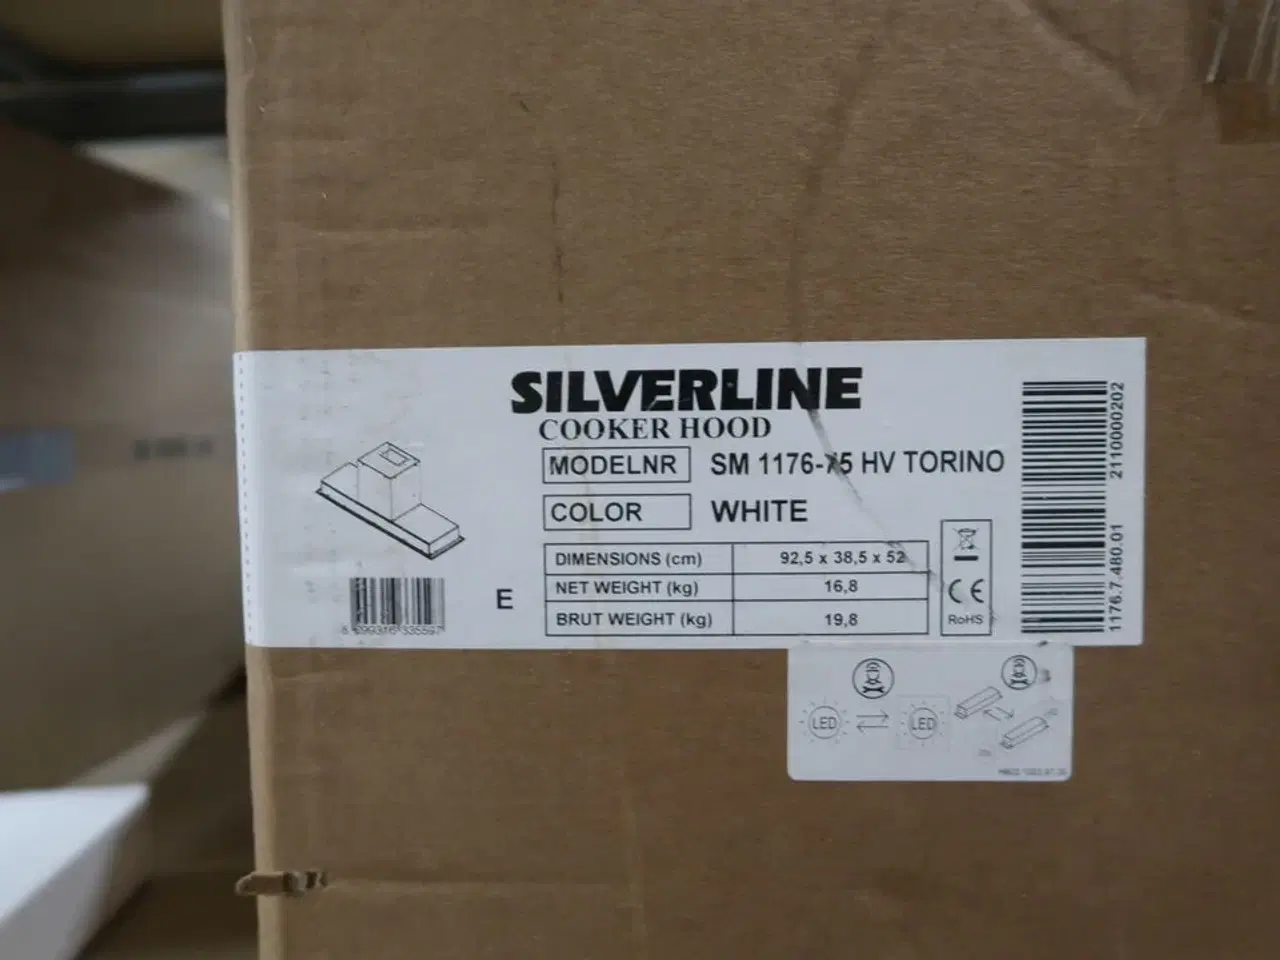 SILVERLINE
COOKER HOOD
MODELNR SM 1176-75 HV TORINO
COLOR WHITE
DIMENSIONS (cm) 92,5 x 38,5 x 52
NET WEIGHT (kg) 16,8
BRUT WEIGHT (kg) 19,8
E
CE
RoHS
1176.7.480.01 2110000202
LED LED